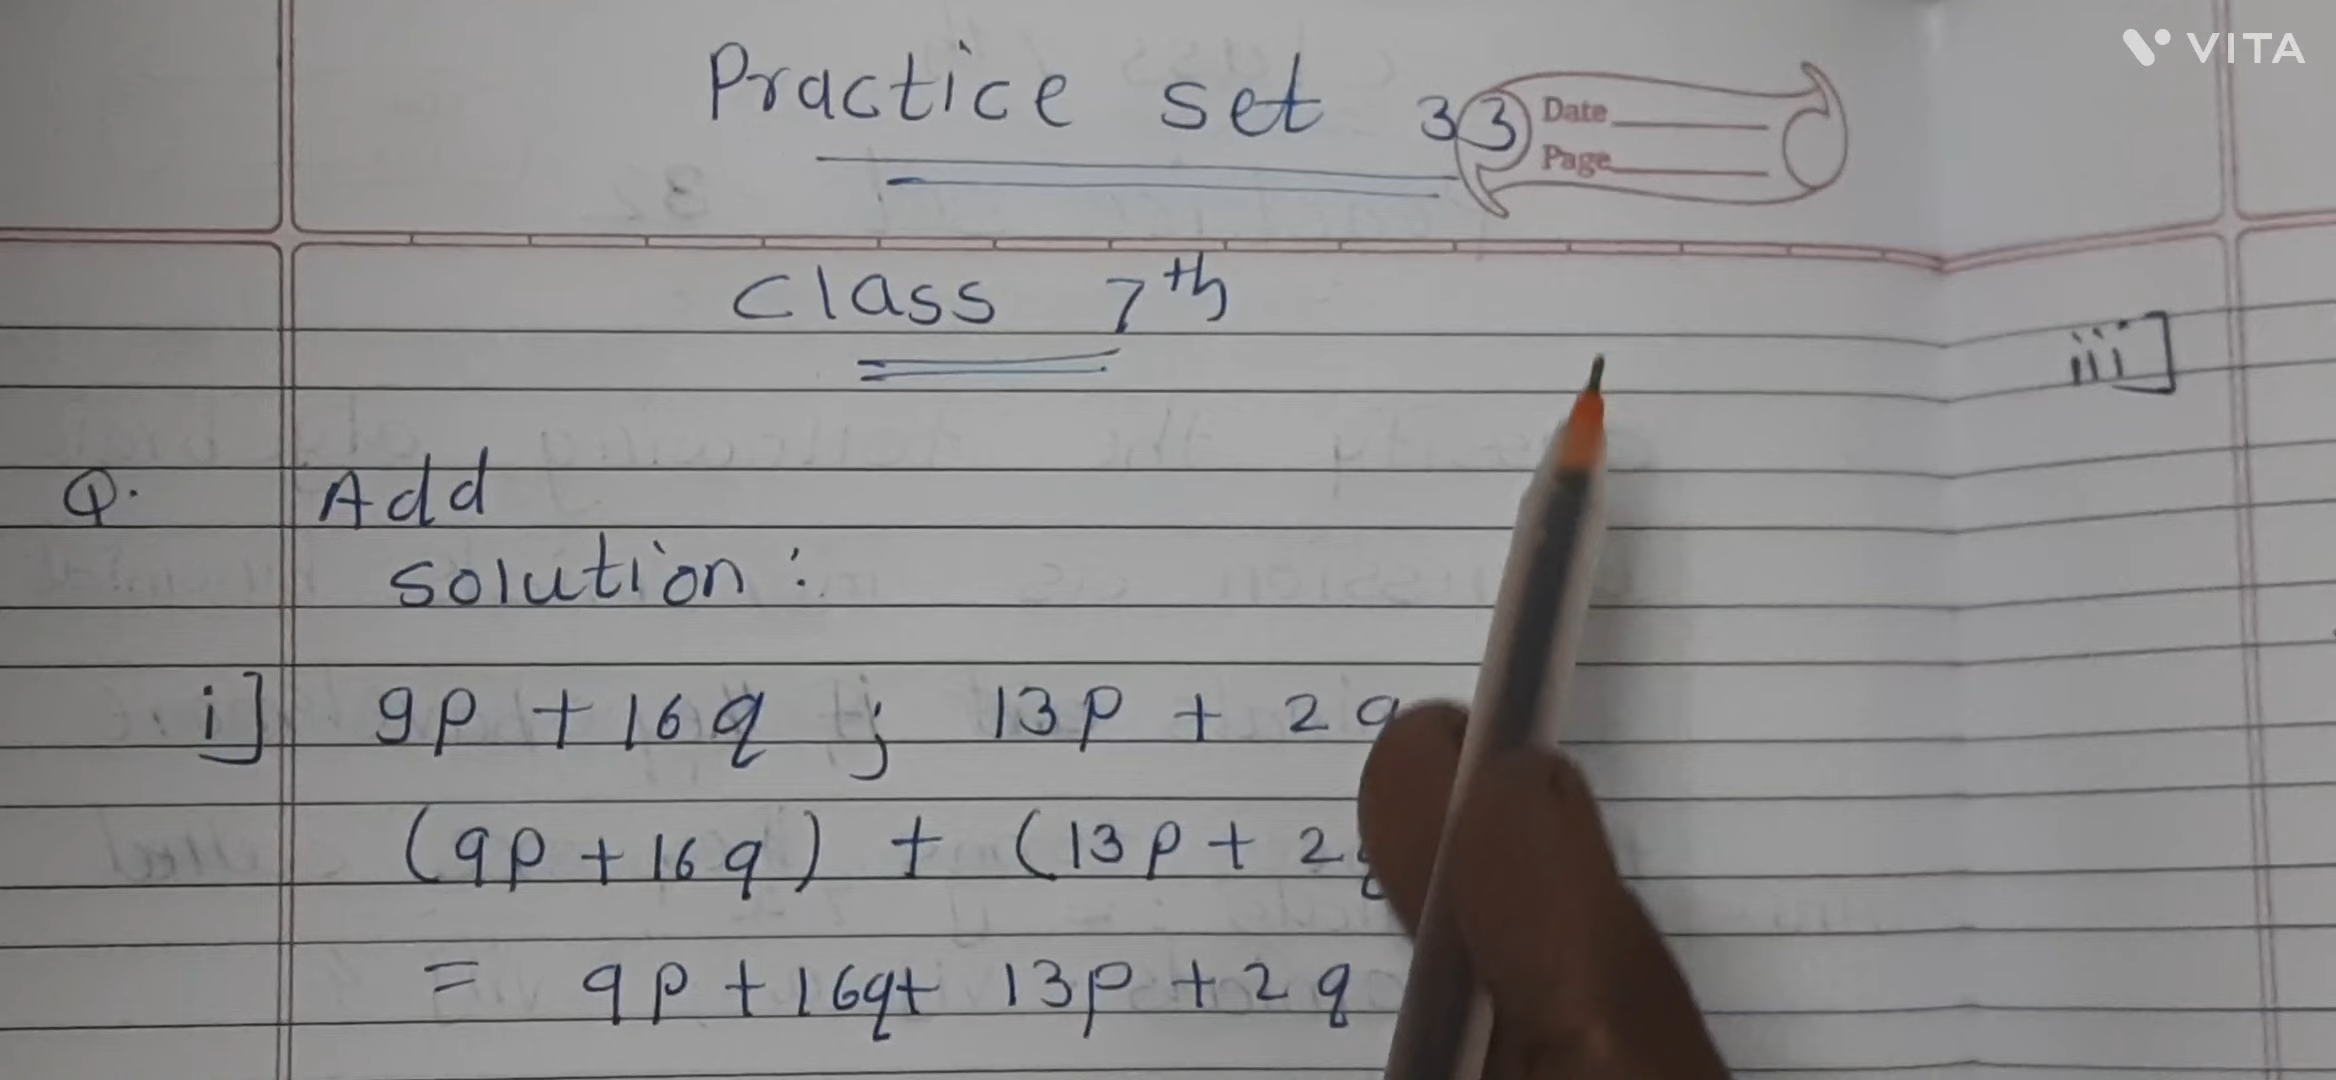 VITA
Practice set 33
Date
Page
Class 7th
iii]
Q. Add
solution:
i] 9p + 16q ; 13p + 2q
(9p + 16q) + (13p + 2q
= 9p + 16q + 13p + 2q